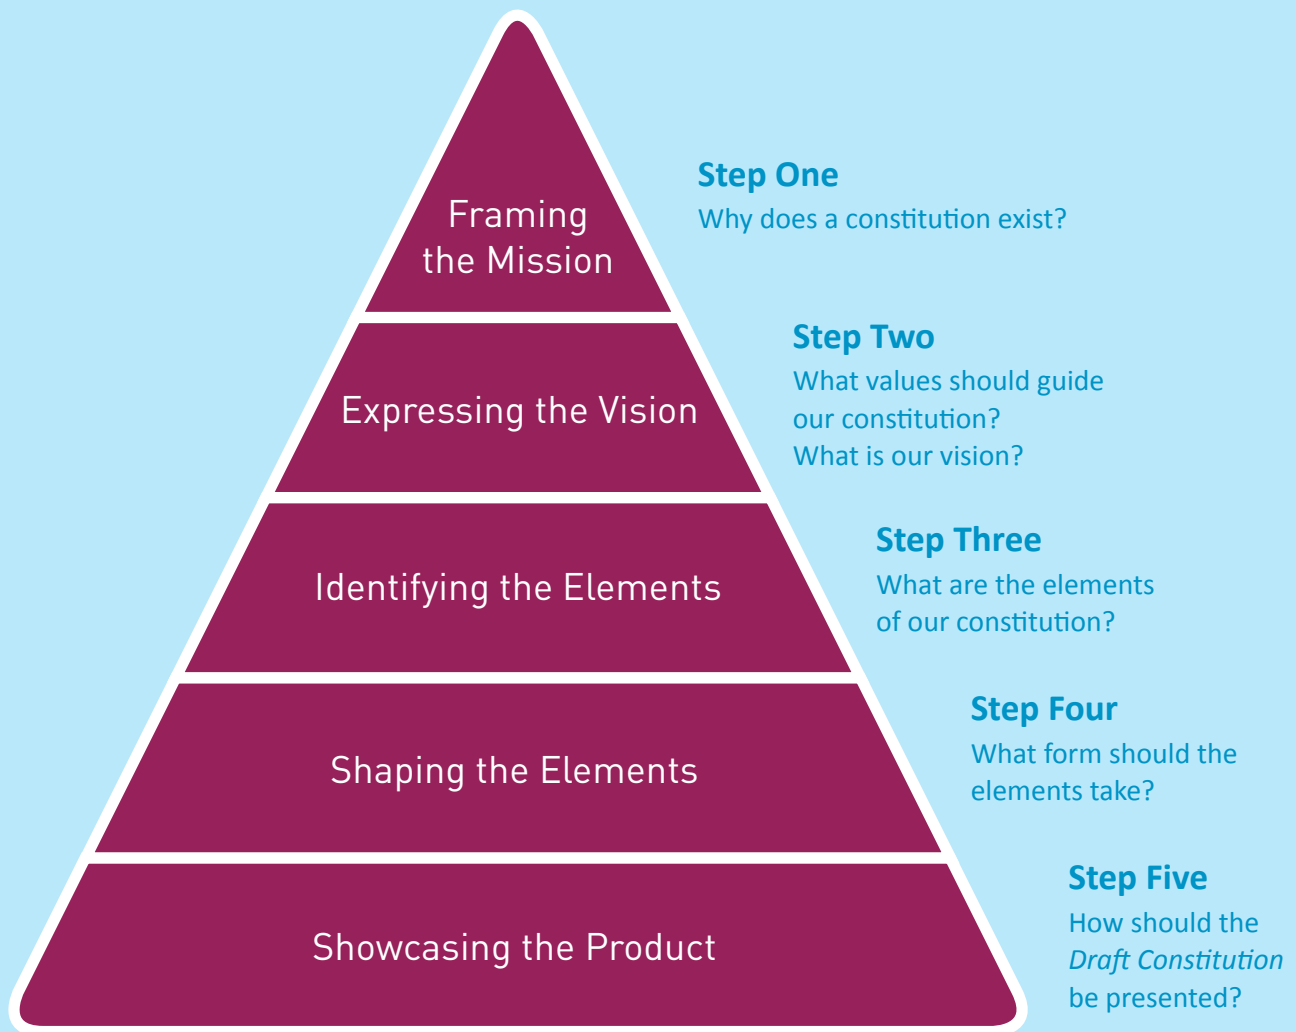 Framing
the Mission
Step One
Why does a constitution exist?
Expressing the Vision
Step Two
What values should guide
our constitution?
What is our vision?
Identifying the Elements
Step Three
What are the elements
of our constitution?
Shaping the Elements
Step Four
What form should the
elements take?
Showcasing the Product
Step Five
How should the
Draft Constitution
be presented?